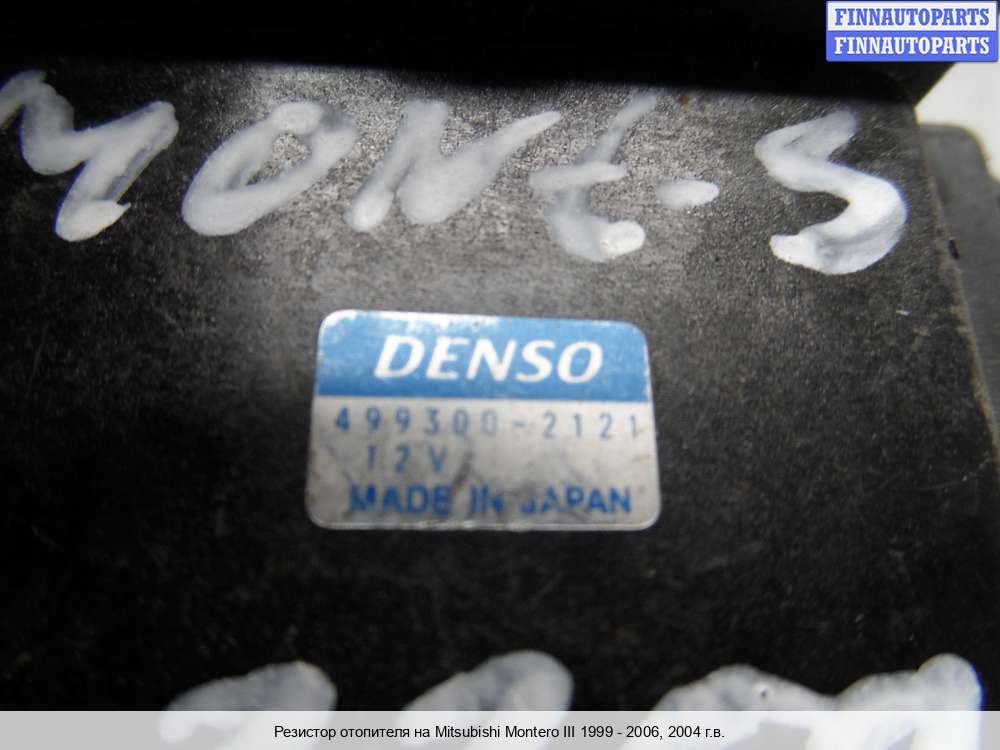 FINNAUTOPARTS
FINNAUTOPARTS
MONt-S
DENSO
499300-2121
12V
MADE IN JAPAN
Резистор отопителя на Mitsubishi Montero III 1999 - 2006, 2004 г.в.